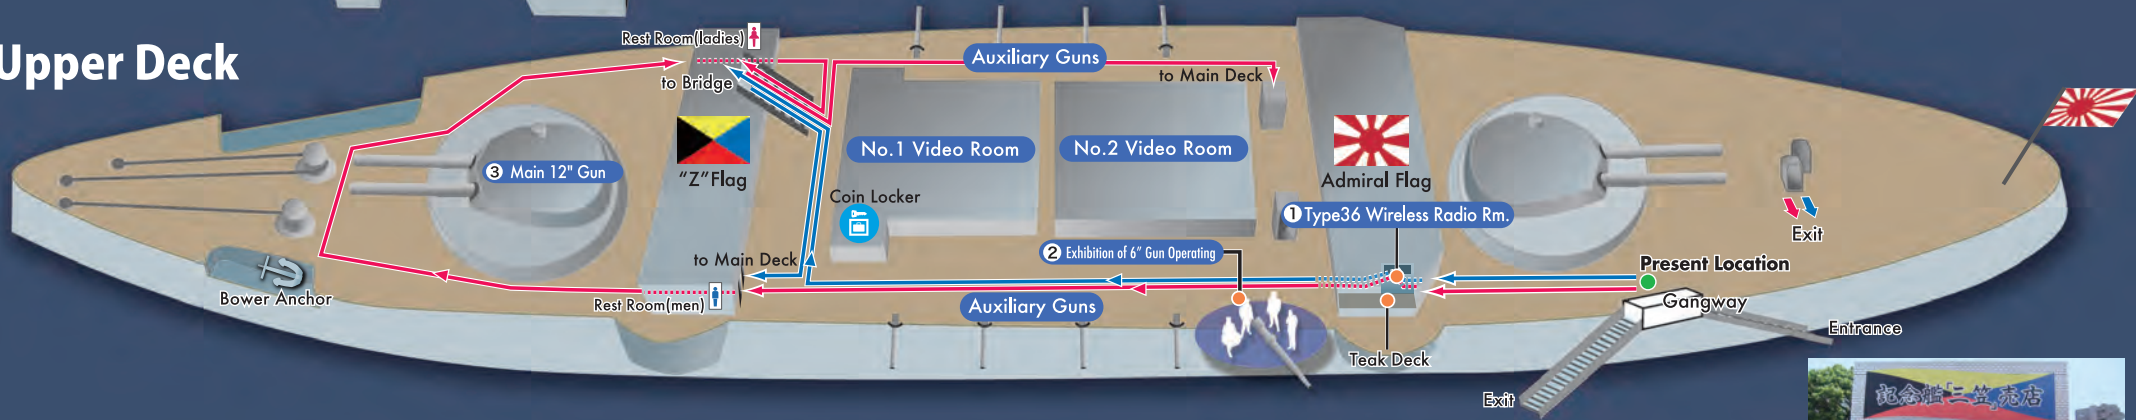 Upper Deck
Rest Room(ladies)
to Bridge
Auxiliary Guns
to Main Deck
③ Main 12" Gun
"Z"Flag
No.1 Video Room
No.2 Video Room
Admiral Flag
Coin Locker
① Type36 Wireless Radio Rm.
② Exhibition of 6" Gun Operating
Exit
to Main Deck
Present Location
Bower Anchor
Rest Room(men)
Auxiliary Guns
Gangway
Entrance
Teak Deck
Exit
記念艦「三笠」売店